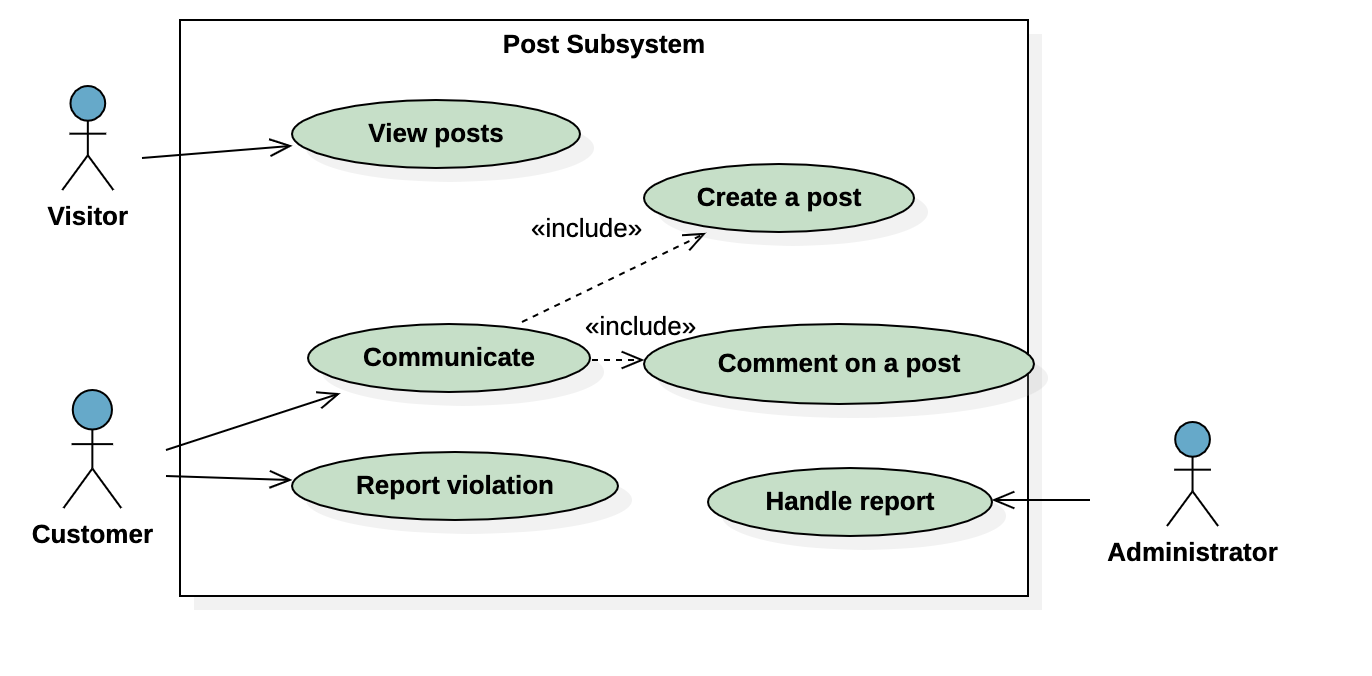 Post Subsystem
View posts
Visitor
Create a post
«include»
«include»
Communicate
Comment on a post
Report violation
Handle report
Customer
Administrator